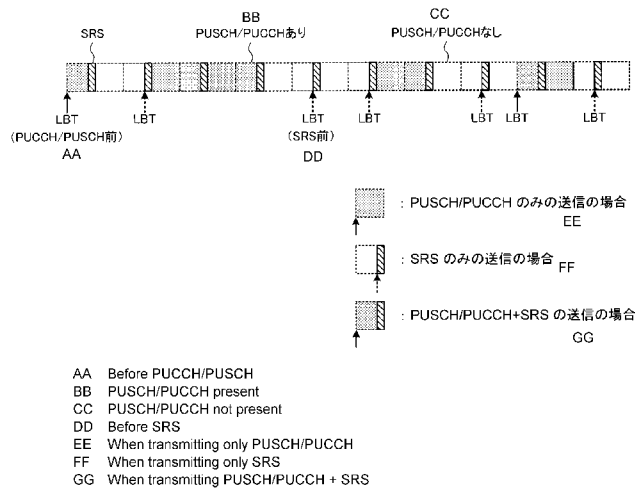 BB
CC
SRS
PUSCH/PUCCHあり
PUSCH/PUCCHなし
LBT
LBT
LBT
LBT
LBT
LBT
LBT
(PUCCH/PUSCH前)
(SRS前)
AA
DD
: PUSCH/PUCCH のみの送信の場合
EE
: SRS のみの送信の場合
FF
: PUSCH/PUCCH+SRS の送信の場合
GG
AA Before PUCCH/PUSCH
BB PUSCH/PUCCH present
CC PUSCH/PUCCH not present
DD Before SRS
EE When transmitting only PUSCH/PUCCH
FF When transmitting only SRS
GG When transmitting PUSCH/PUCCH + SRS